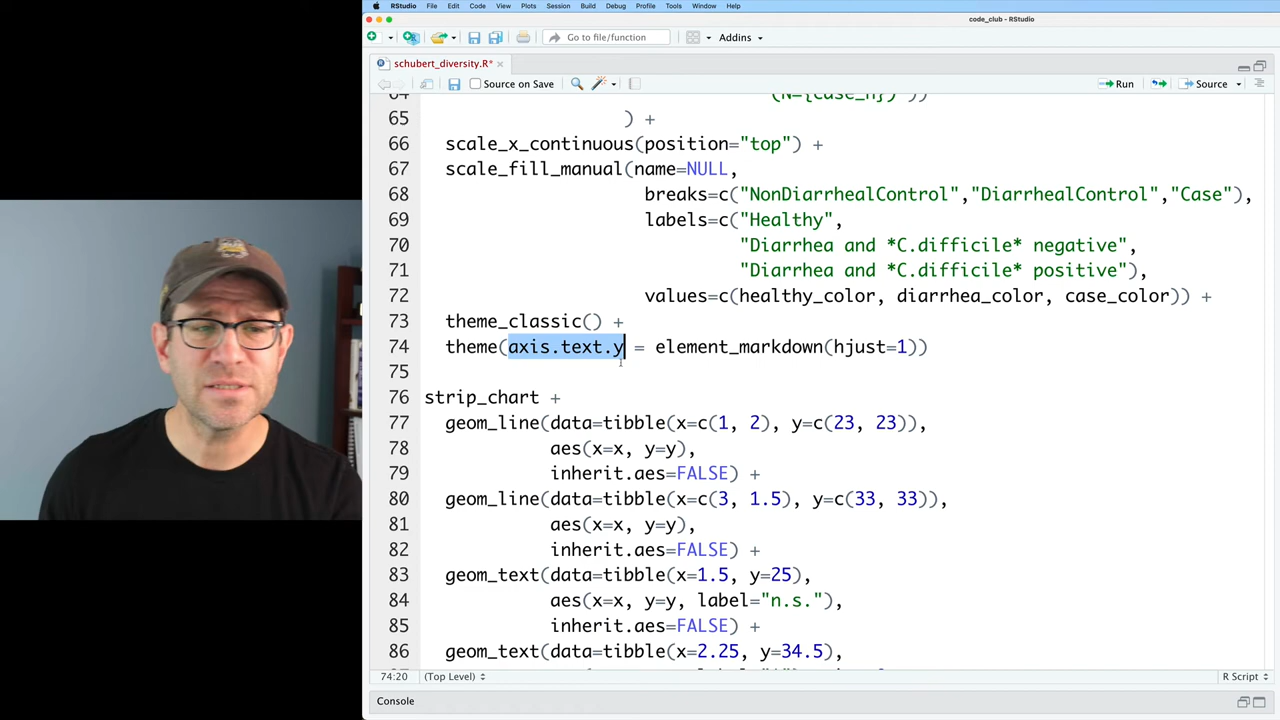 RStudio File Edit Code View Plots Session Build Debug Profile Tools Window Help
code_club - RStudio
Go to file/function Addins
schubert_diversity.R*
Source on Save Run Source
64 (N={case_n}) ))
65 ) +
66 scale_x_continuous(position="top") +
67 scale_fill_manual(name=NULL,
68 breaks=c("NonDiarrhealControl","DiarrhealControl","Case"),
69 labels=c("Healthy",
70 "Diarrhea and *C.difficile* negative",
71 "Diarrhea and *C.difficile* positive"),
72 values=c(healthy_color, diarrhea_color, case_color)) +
73 theme_classic() +
74 theme(axis.text.y = element_markdown(hjust=1))
75
76 strip_chart +
77 geom_line(data=tibble(x=c(1, 2), y=c(23, 23)),
78 aes(x=x, y=y),
79 inherit.aes=FALSE) +
80 geom_line(data=tibble(x=c(3, 1.5), y=c(33, 33)),
81 aes(x=x, y=y),
82 inherit.aes=FALSE) +
83 geom_text(data=tibble(x=1.5, y=25),
84 aes(x=x, y=y, label="n.s."),
85 inherit.aes=FALSE) +
86 geom_text(data=tibble(x=2.25, y=34.5),
74:20 (Top Level) R Script
Console